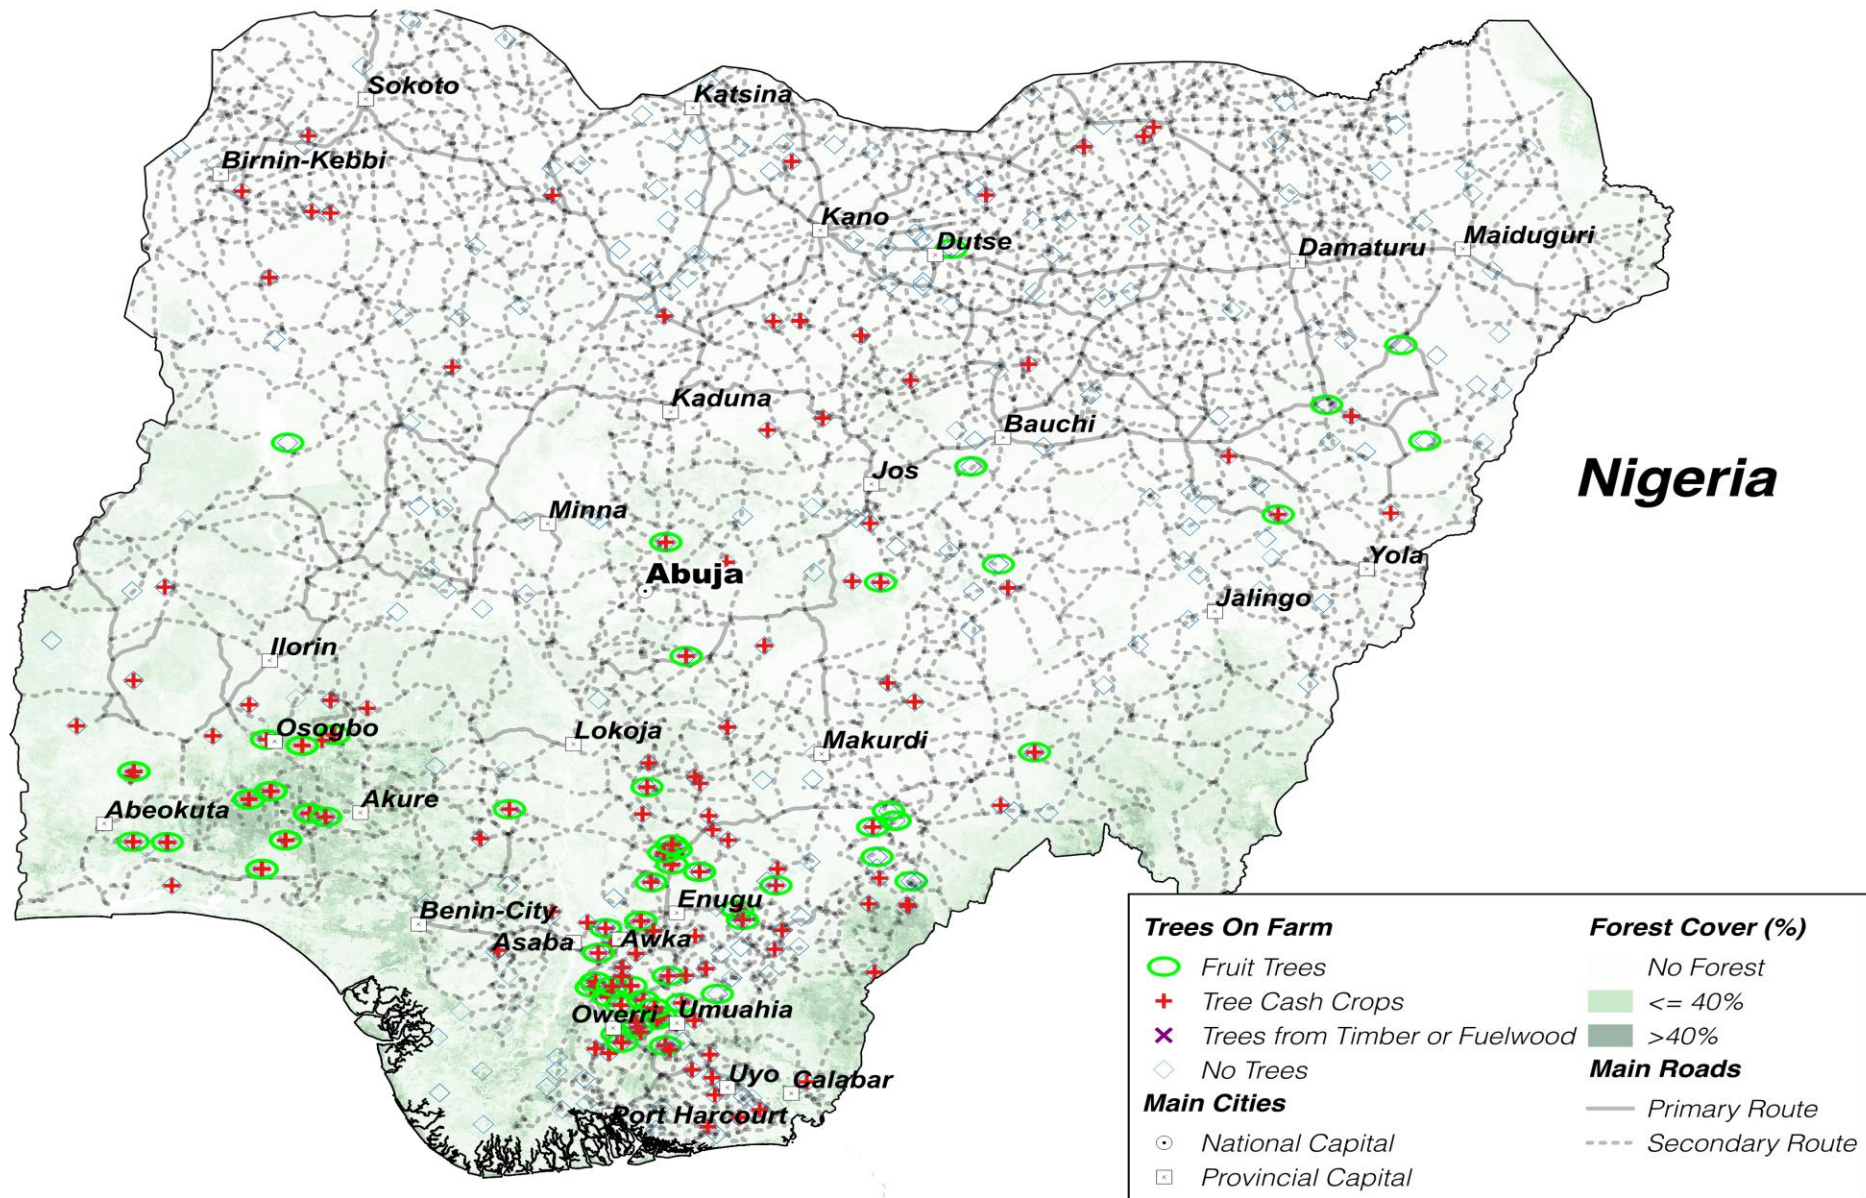 Sokoto
Katsina
Birnin-Kebbi
Kano
Dutse
Damaturu
Maiduguri
Kaduna
Bauchi
Jos
Nigeria
Minna
Abuja
Yola
Jalingo
Ilorin
Osogbo
Lokoja
Makurdi
Abeokuta
Akure
Enugu
Benin-City
Asaba
Awka
Owerri
Umuahia
Uyo
Calabar
Port Harcourt
Trees On Farm
Fruit Trees
Tree Cash Crops
Trees from Timber or Fuelwood
No Trees
Main Cities
National Capital
Provincial Capital
Forest Cover (%)
No Forest
<= 40%
>40%
Main Roads
Primary Route
Secondary Route